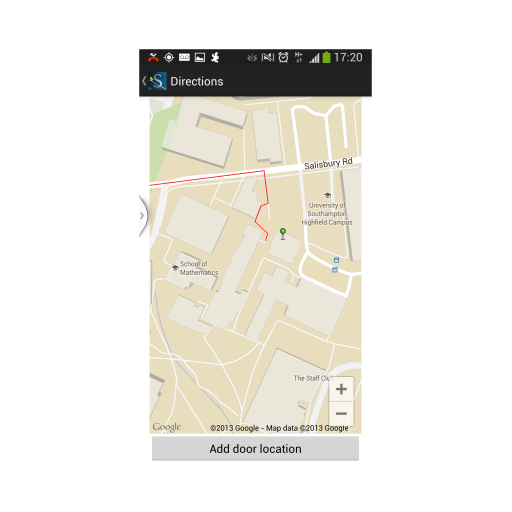 17:20
S Directions
Salisbury Rd
University of
Southampton
Highfield Campus
School of
Mathematics
The Staff Clu
+
−
Google
©2013 Google - Map data ©2013 Google
Add door location